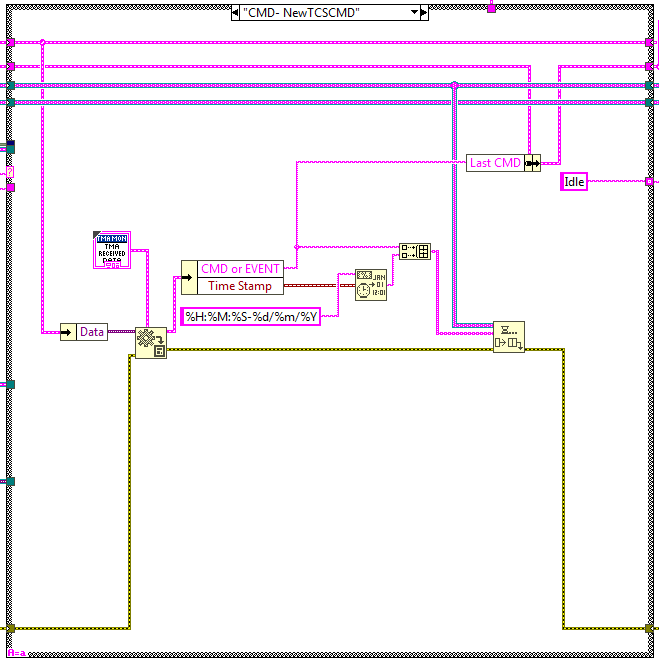 "CMD- NewTCSCMD"
Last CMD
Idle
?
TMA MON
TMA
RECEIVED
DATA
CMD or EVENT
Time Stamp
JAN
01
12:01
%H:%M:%S-%d/%m/%Y
Data
A=a